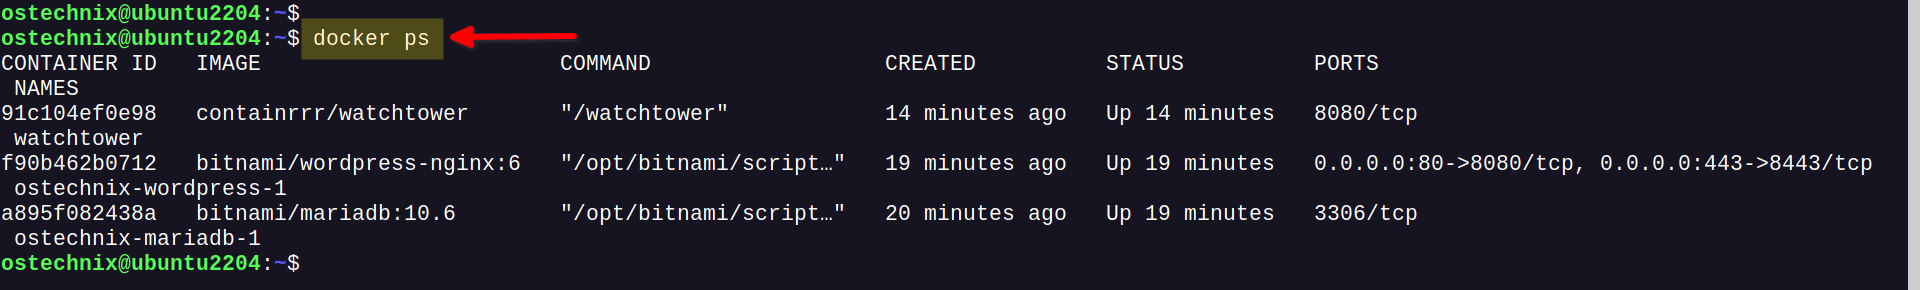 ostechnix@ubuntu2204:~$
ostechnix@ubuntu2204:~$ docker ps
CONTAINER ID   IMAGE                       COMMAND                  CREATED          STATUS          PORTS
 NAMES
91c104ef0e98   containrrr/watchtower       "/watchtower"            14 minutes ago   Up 14 minutes   8080/tcp
 watchtower
f90b462b0712   bitnami/wordpress-nginx:6   "/opt/bitnami/script…"   19 minutes ago   Up 19 minutes   0.0.0.0:80->8080/tcp, 0.0.0.0:443->8443/tcp
 ostechnix-wordpress-1
a895f082438a   bitnami/mariadb:10.6        "/opt/bitnami/script…"   20 minutes ago   Up 19 minutes   3306/tcp
 ostechnix-mariadb-1
ostechnix@ubuntu2204:~$